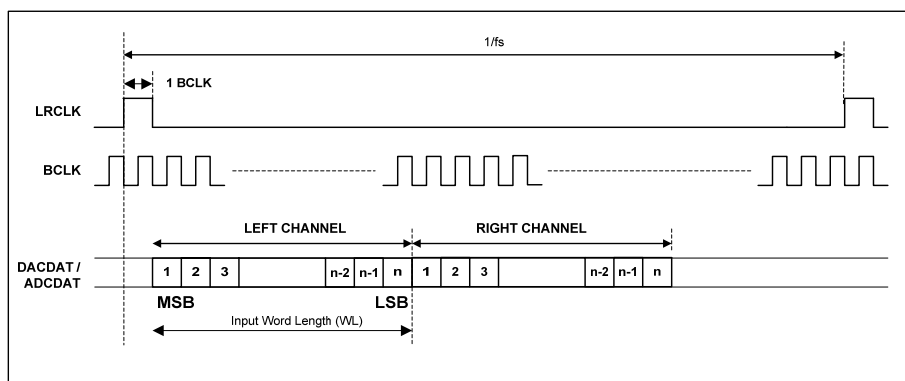 1/fs
1 BCLK
LRCLK
BCLK
LEFT CHANNEL RIGHT CHANNEL
DACDAT /
ADCDAT
1 2 3 n-2 n-1 n 1 2 3 n-2 n-1 n
MSB LSB
Input Word Length (WL)